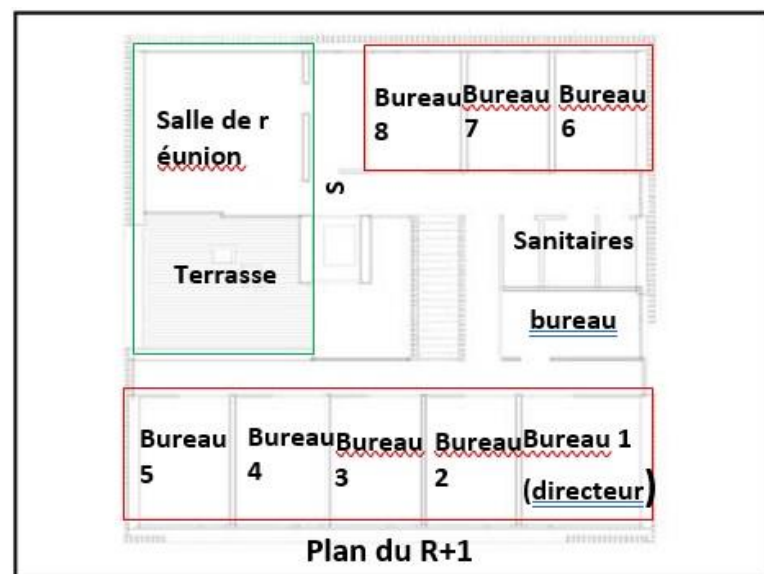 Salle de r
éunion
Bureau
8
Bureau
7
Bureau
6
S
Terrasse
Sanitaires
bureau
Bureau
5
Bureau
4
Bureau
3
Bureau
2
Bureau 1
(directeur)
Plan du R+1